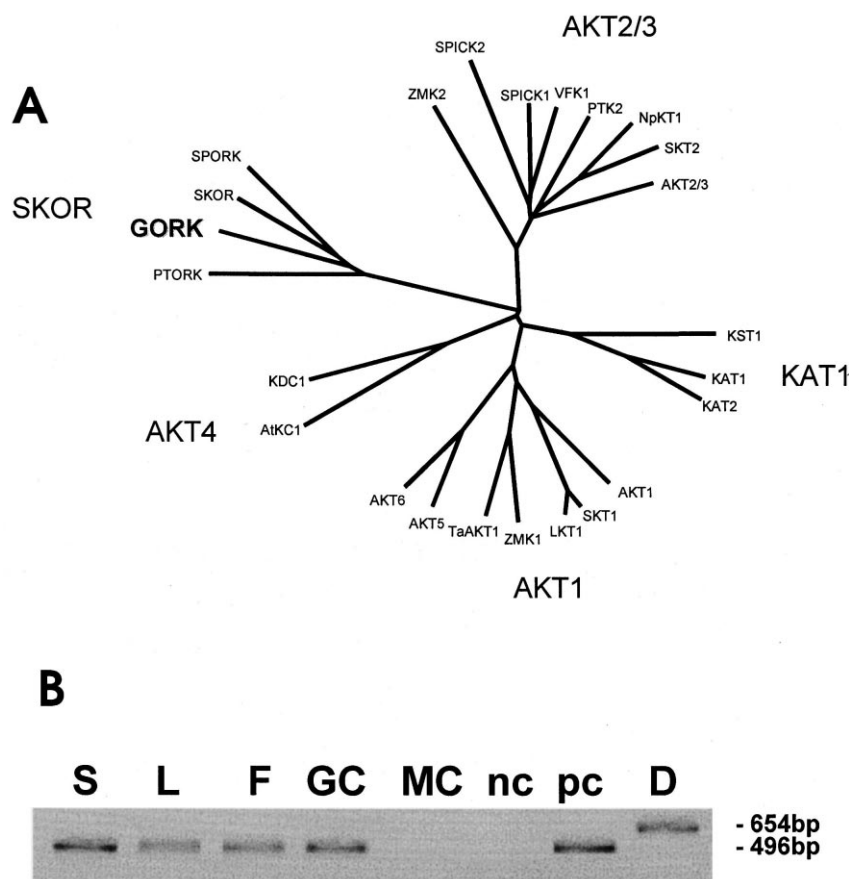 AKT2/3
SPICK2
ZMK2
SPICK1
VFK1
PTK2
NpKT1
SKT2
AKT2/3
A
SPORK
SKOR
SKOR
GORK
PTORK
KST1
KAT1
KAT1
KAT2
KDC1
AtKC1
AKT4
AKT6
AKT5
TaAKT1
ZMK1
LKT1
SKT1
AKT1
AKT1
B
S L F GC MC nc pc D
- 654bp
- 496bp